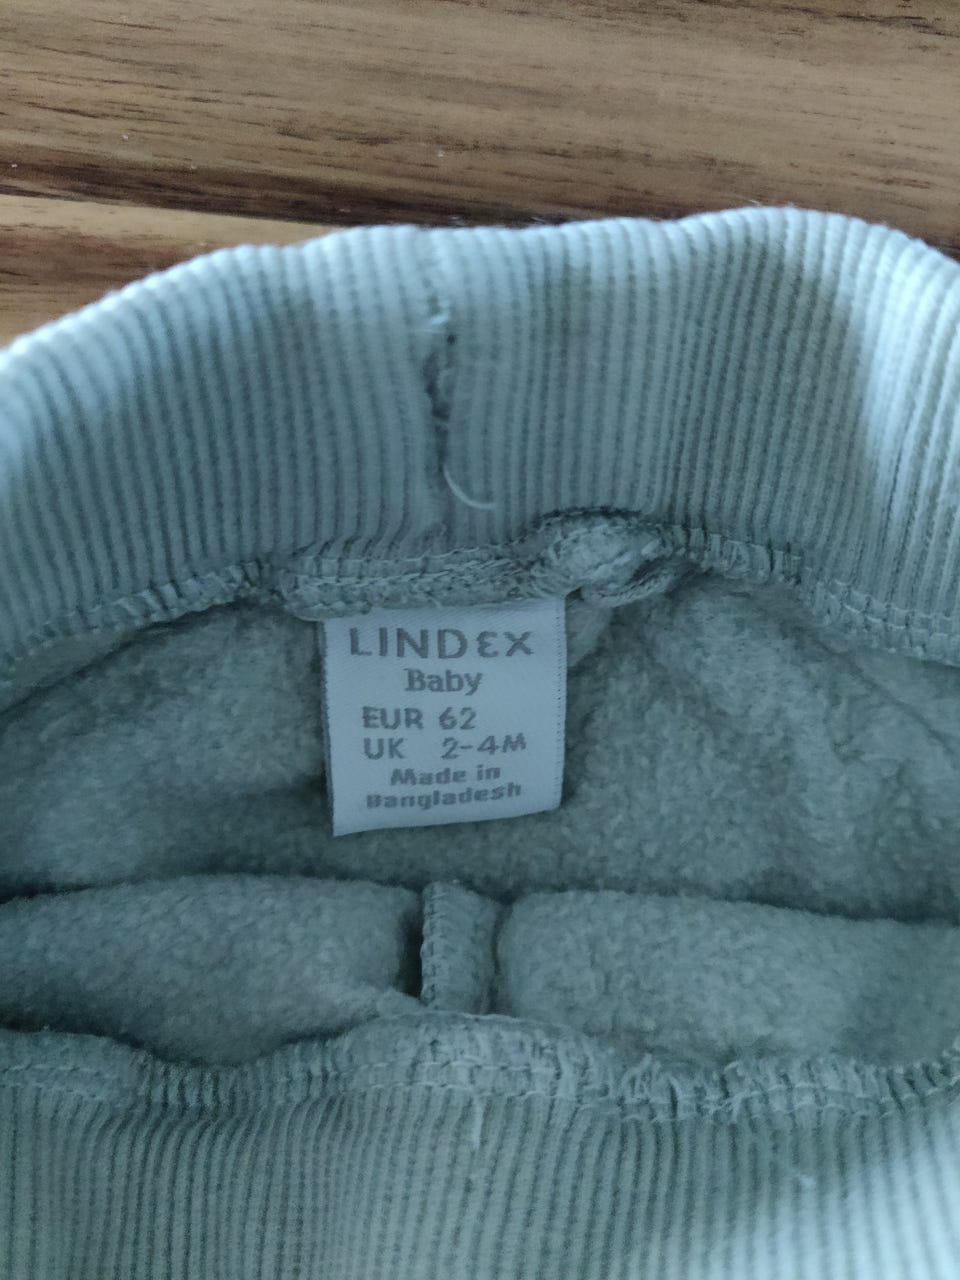 LINDEX
Baby
EUR 62
UK 2-4M
Made in
Bangladesh